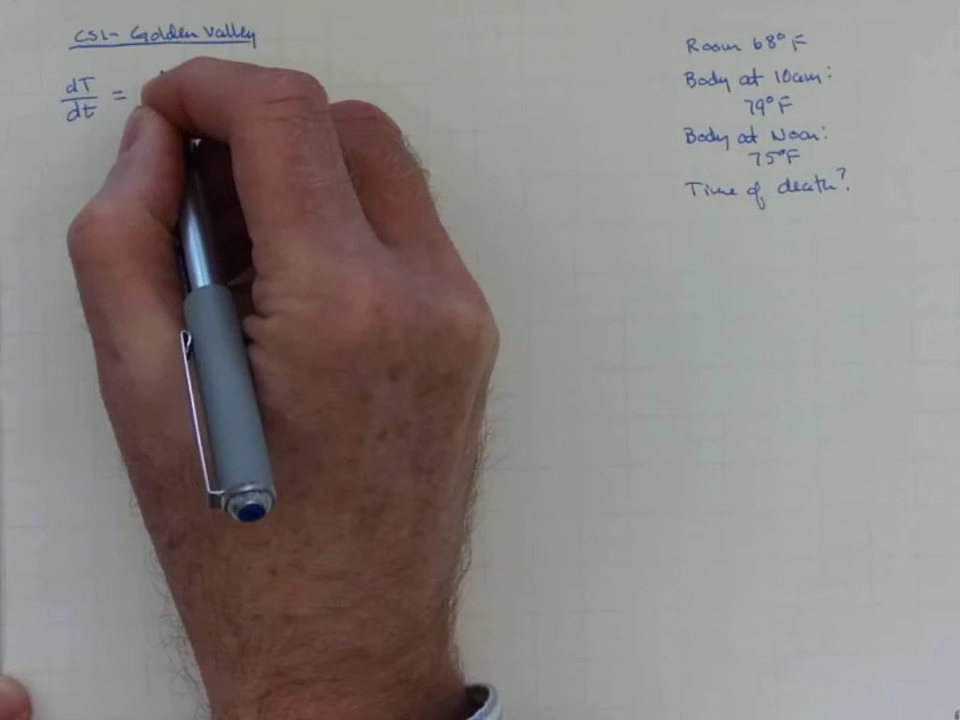 CSI - Golden Valley
dT
dt =
Room 68° F
Body at 10am:
79° F
Body at Noon:
75° F
Time of death?